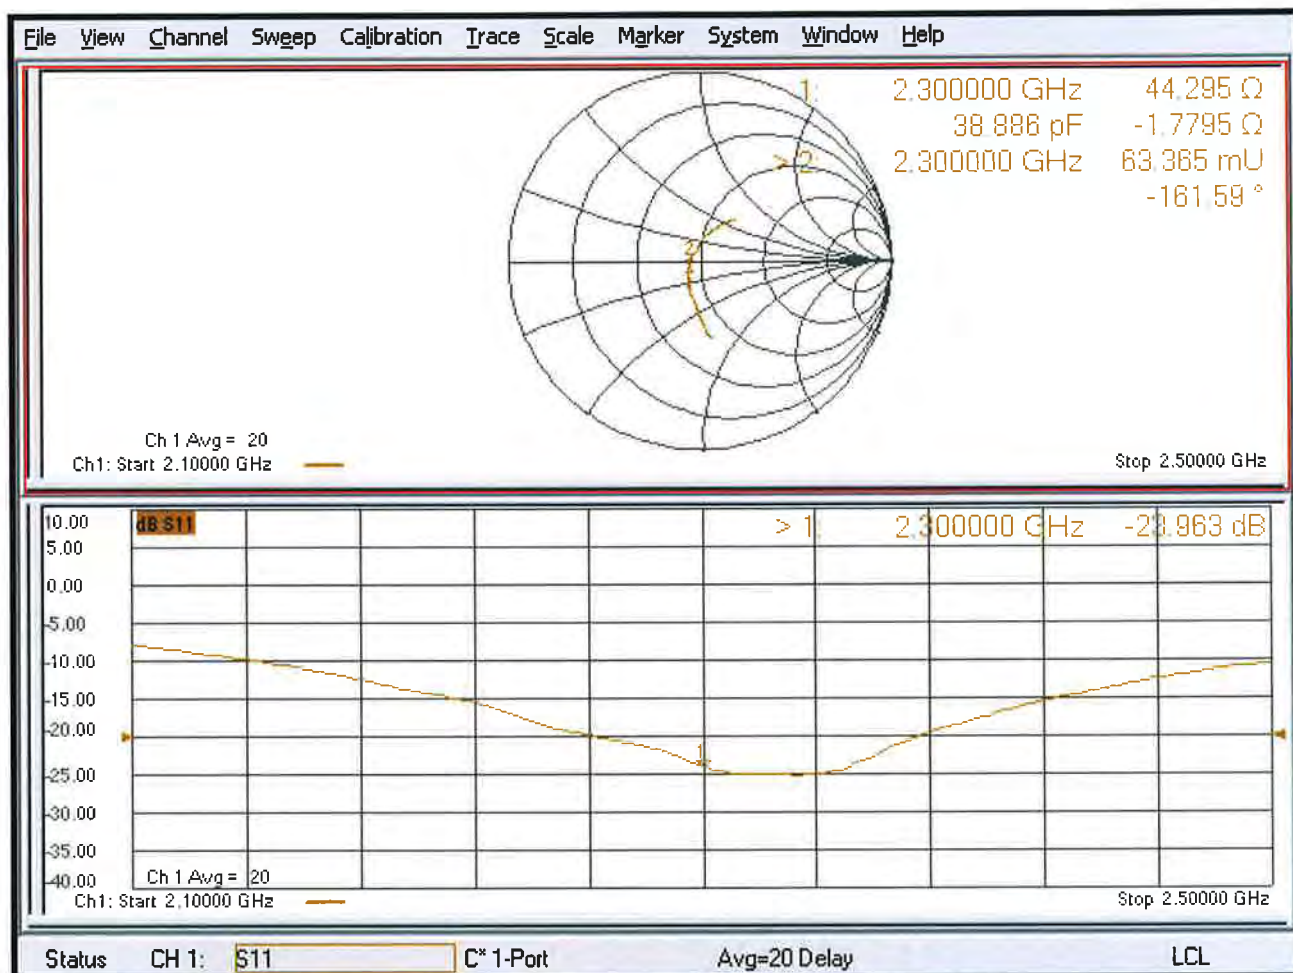 File View Channel Sweep Calibration Trace Scale Marker System Window Help
1: 2.300000 GHz 44.295 Ω
38.886 pF -1.7795 Ω
> 2: 2.300000 GHz 63.365 mU
-161.59 °
2
Ch 1 Avg = 20
Ch1: Start 2.10000 GHz Stop 2.50000 GHz
10.00 dB S11 > 1: 2.300000 GHz -23.963 dB
5.00
0.00
-5.00
-10.00
-15.00
-20.00
1
-25.00
-30.00
-35.00
-40.00 Ch 1 Avg = 20
Ch1: Start 2.10000 GHz Stop 2.50000 GHz
Status CH 1: S11 C* 1-Port Avg=20 Delay LCL